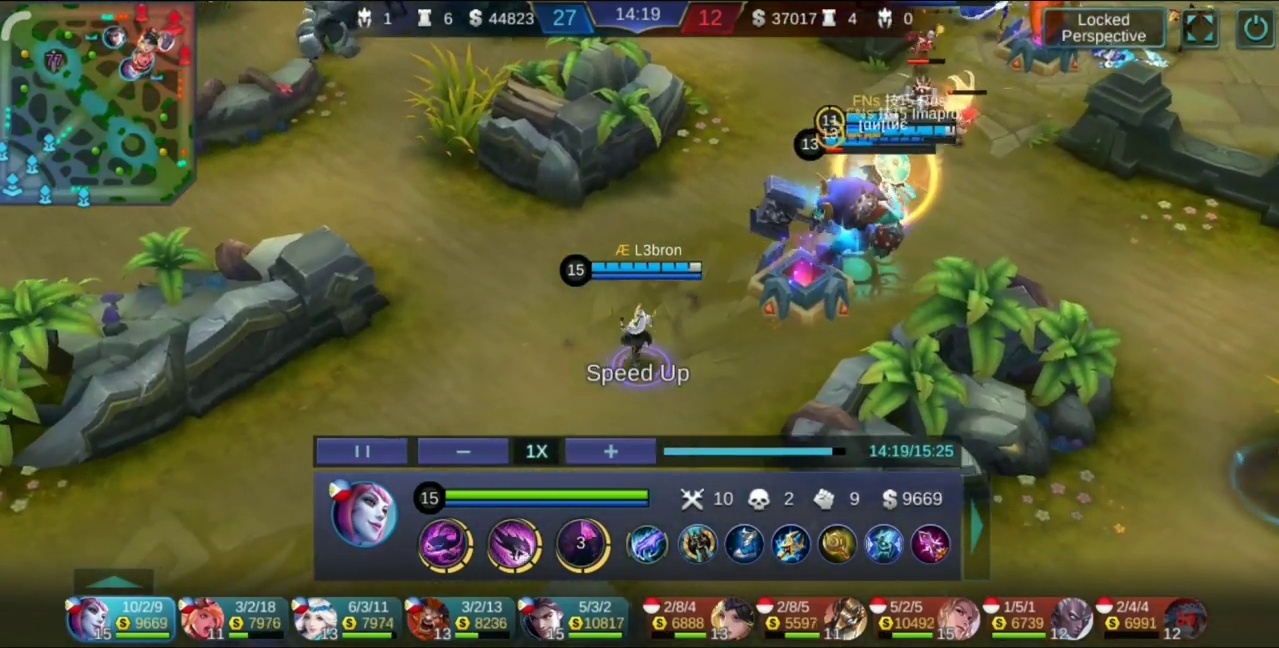 1 6 $ 44823 27 14:19 12 $ 37017 4 0
Locked
Perspective
13
Æ L3bron
15
Speed Up
1X
14:19/15:25
15 10 2 9 $ 9669
3
10/2/9 3/2/18 6/3/11 3/2/13 5/3/2 2/8/4 2/8/5 5/2/5 1/5/1 2/4/4
9669 7976 7974 8236 10817 6888 5597 10492 6739 6991
15 11 13 13 15 13 11 15 12 12